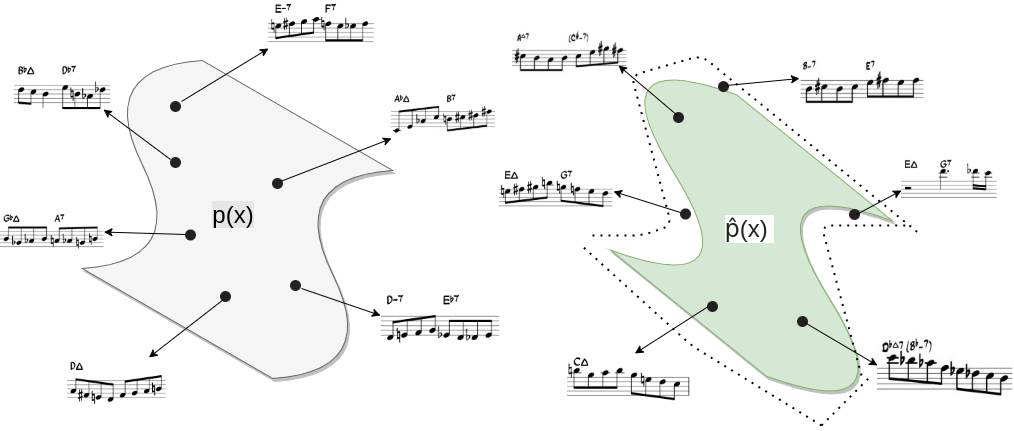 E-7 F7
B♭Δ D♭7
A♭Δ B7
p(x)
G♭Δ A7
D-7 E♭7
DΔ
AΔ7 (C#-7)
B-7 E7
EΔ G7
EΔ G7
p̂(x)
CΔ
D♭Δ7 (B♭-7)